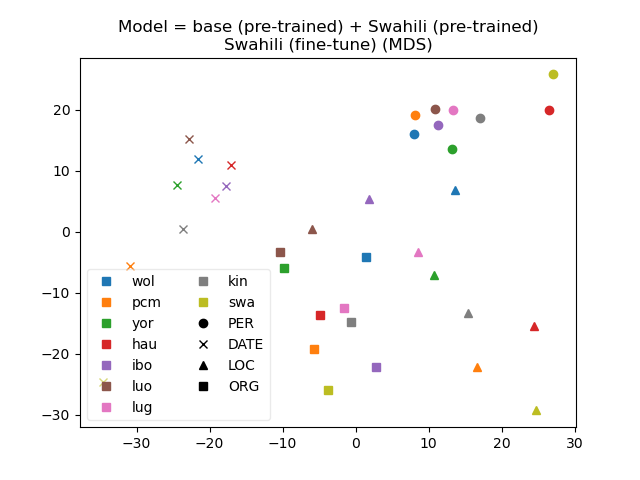 Model = base (pre-trained) + Swahili (pre-trained)
Swahili (fine-tune) (MDS)
20
10
0
−10
−20
−30
−30
−20
−10
0
10
20
30
wol
pcm
yor
hau
ibo
luo
lug
kin
swa
PER
DATE
LOC
ORG